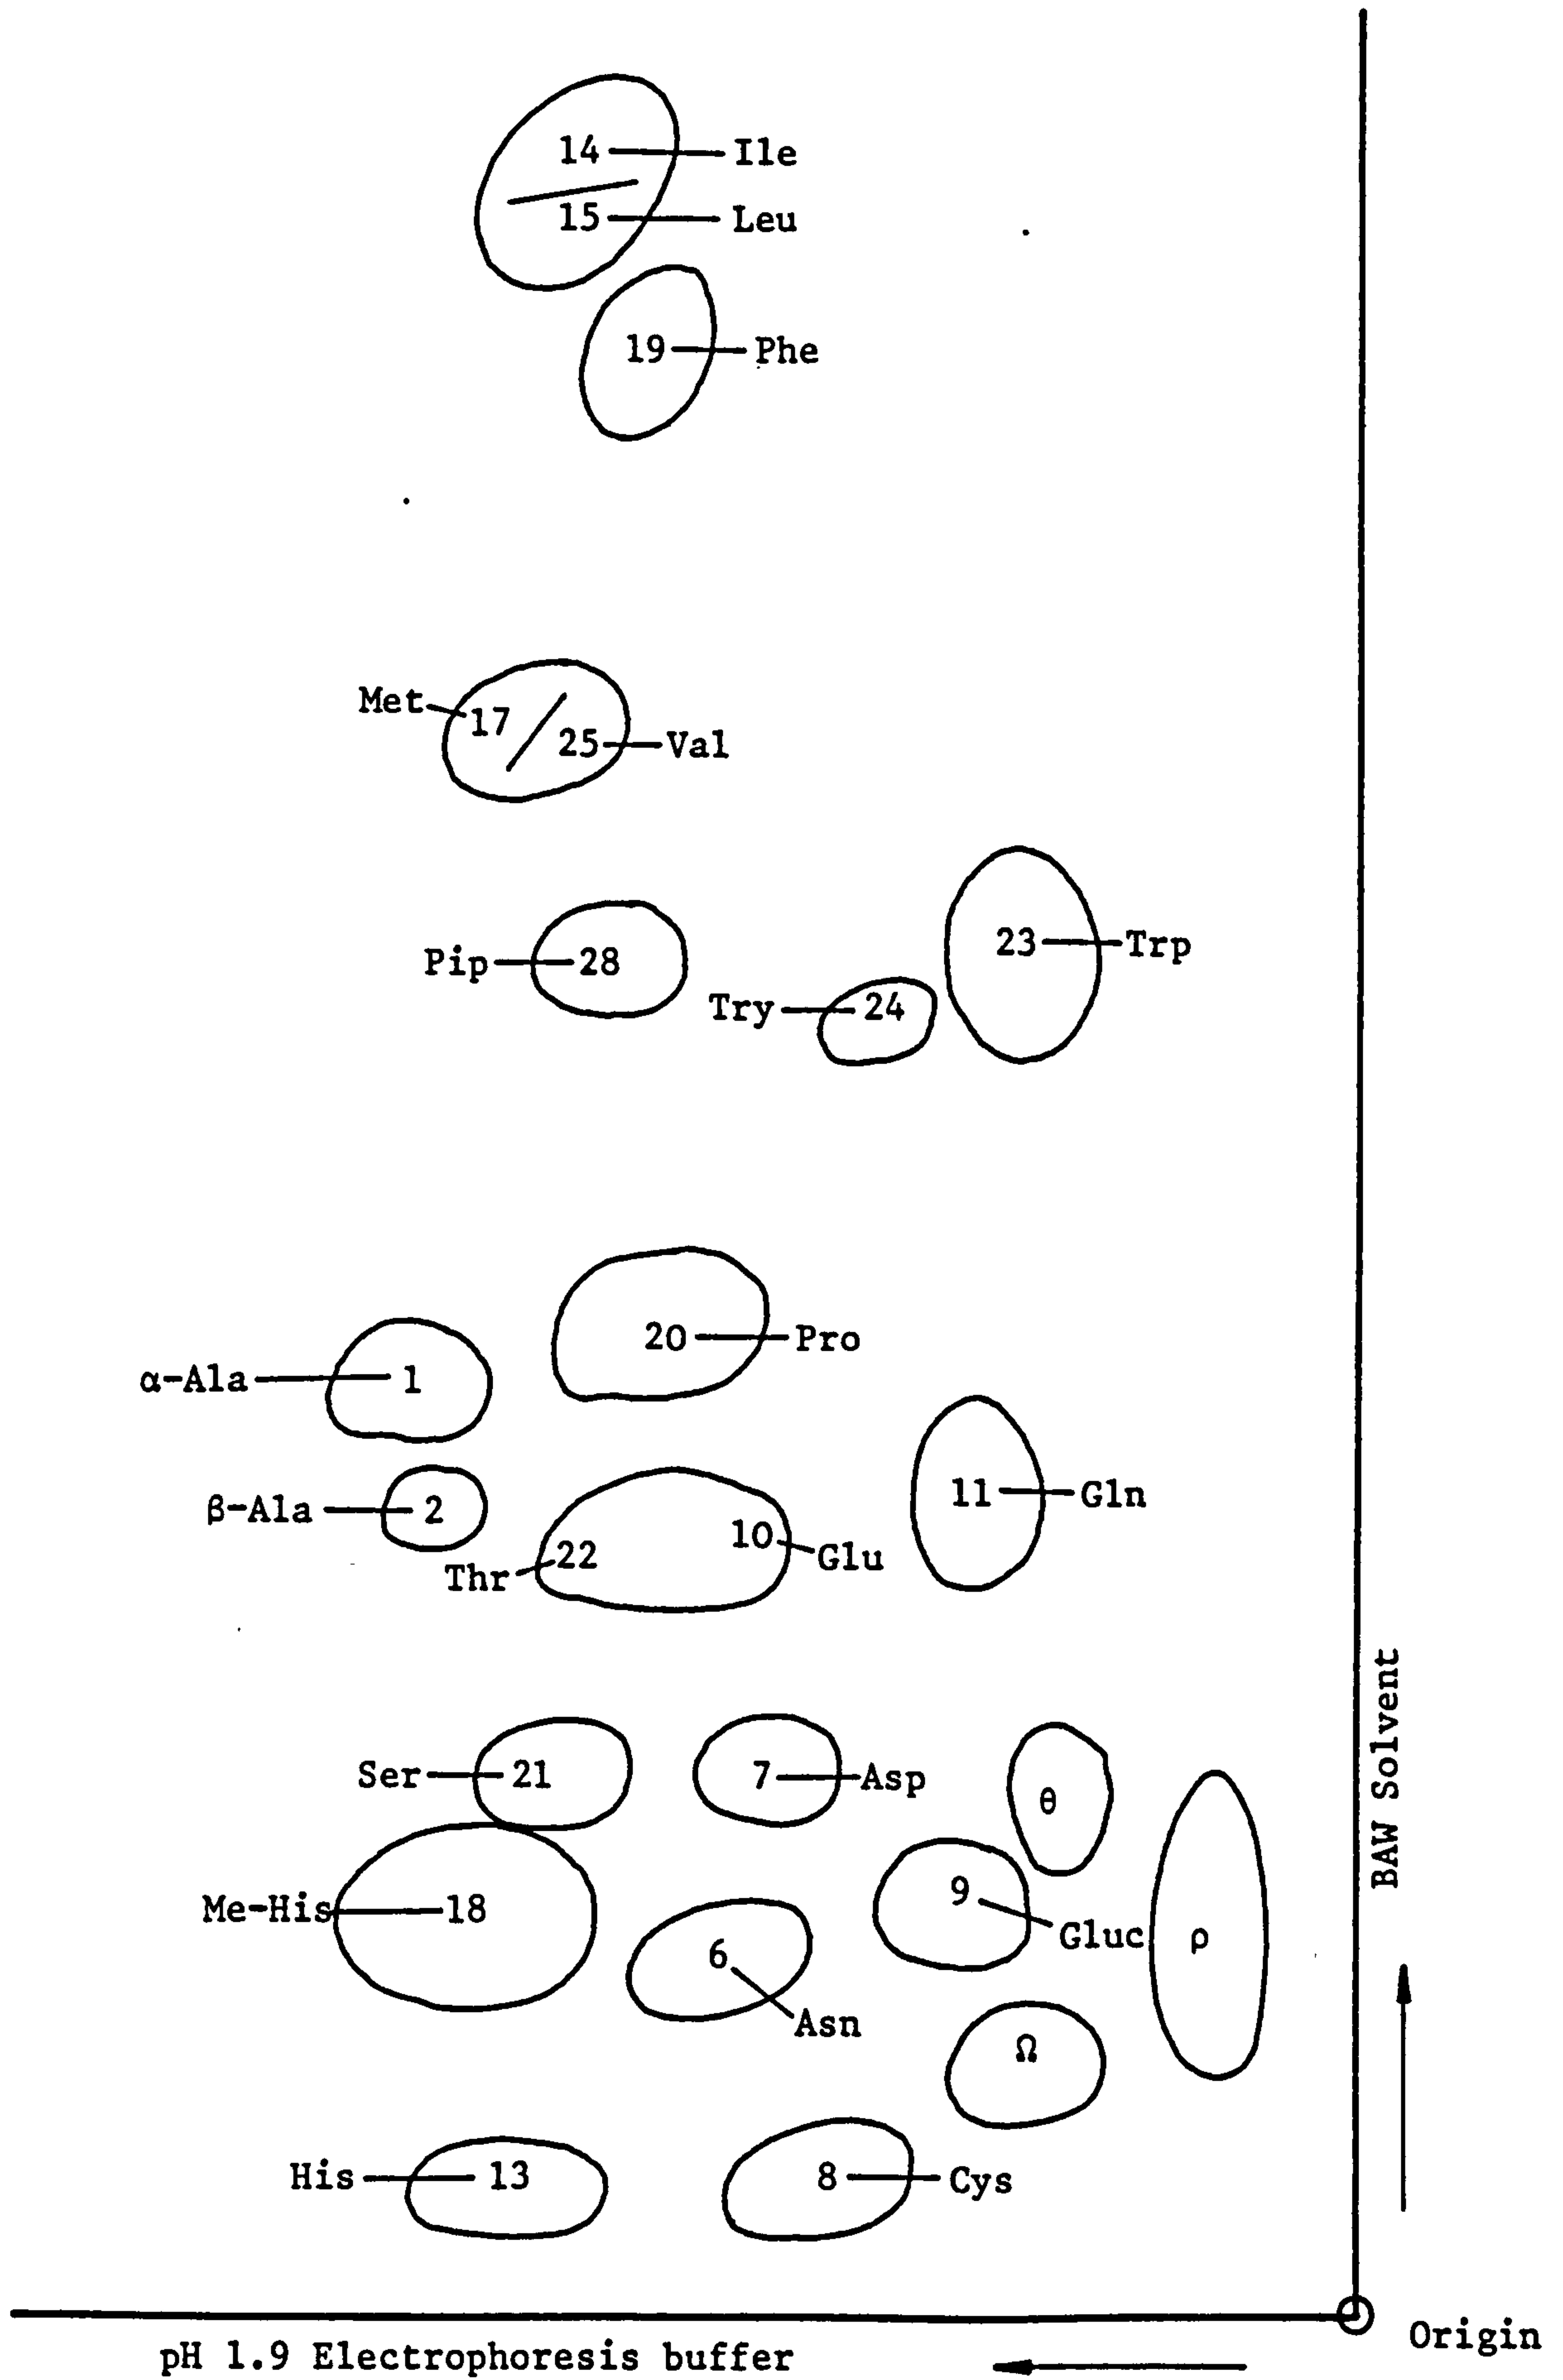 14 Ile
15 Leu
19 Phe
Met 17 25 Val
Pip 28
23 Trp
Try 24
20 Pro
α-Ala 1
11 Gln
β-Ala 2
Thr 22 10 Glu
Ser 21
7 Asp
θ
Me-His 18
9 Gluc
ρ
6 Asn
Ω
His 13
8 Cys
BAW Solvent
Origin
pH 1.9 Electrophoresis buffer